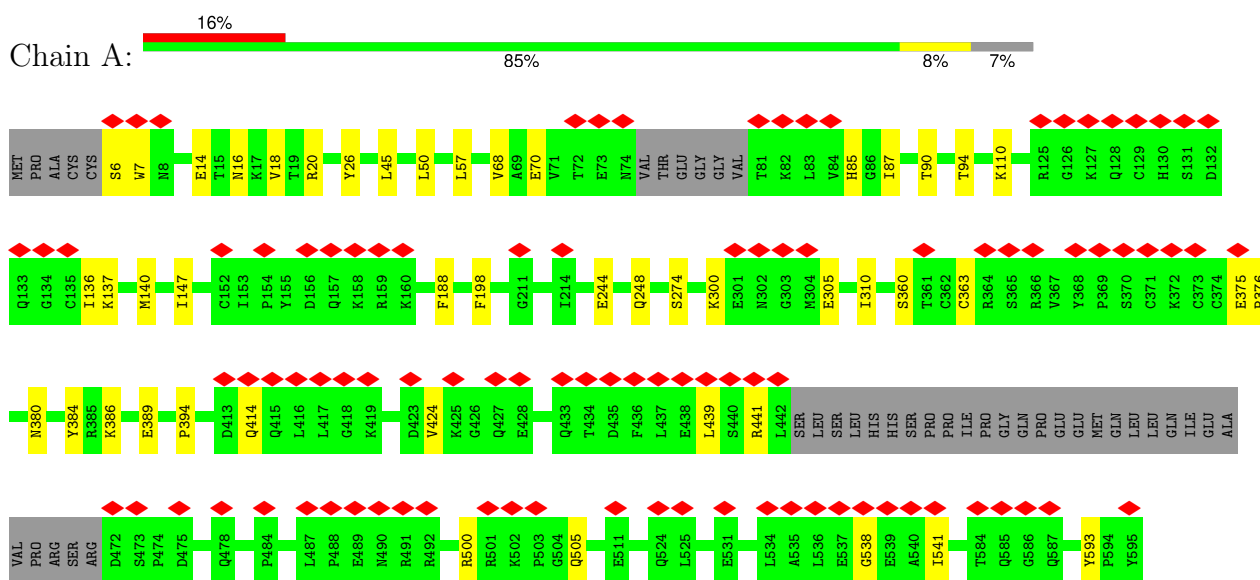 16%
Chain A:
85% 8% 7%
MET PRO ALA CYS CYS S6 W7 N8 E14 T15 N16 K17 V18 T19 R20 Y26 L45 L50 L57 V68 A69 E70 V71 T72 E73 N74 VAL THR GLU GLY GLY VAL T81 K82 L83 V84 H85 G86 I87 T90 T94 K110 R125 G126 K127 Q128 C129 H130 S131 D132
Q133 G134 C135 I136 K137 M140 I147 C152 I153 P154 Y155 D156 Q157 K158 R159 K160 F188 F198 G211 I214 E244 Q248 S274 K300 E301 N302 G303 M304 E305 I310 S360 T361 C362 C363 R364 S365 R366 V367 Y368 P369 S370 C371 K372 C373 C374 E375 R376
N380 Y384 R385 K386 E389 P394 D413 Q414 Q415 L416 L417 G418 K419 D423 V424 K425 G426 Q427 E428 Q433 T434 D435 F436 L437 E438 L439 S440 R441 L442 SER LEU SER LEU HIS HIS SER PRO PRO ILE PRO GLY GLN PRO GLU GLU MET GLN LEU LEU GLN ILE GLU ALA
VAL PRO ARG SER ARG D472 S473 P474 D475 Q478 P484 L487 P488 E489 N490 R491 R492 R500 R501 K502 P503 G504 Q505 E511 Q524 L525 E531 L534 A535 L536 E537 G538 E539 A540 I541 T584 Q585 G586 Q587 Y593 P594 Y595